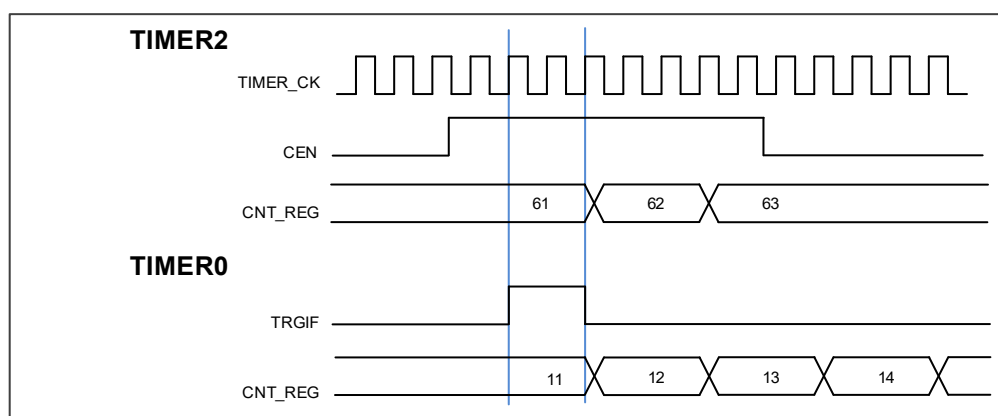 TIMER2
TIMER_CK
CEN
CNT_REG 61 62 63
TIMER0
TRGIF
CNT_REG 11 12 13 14